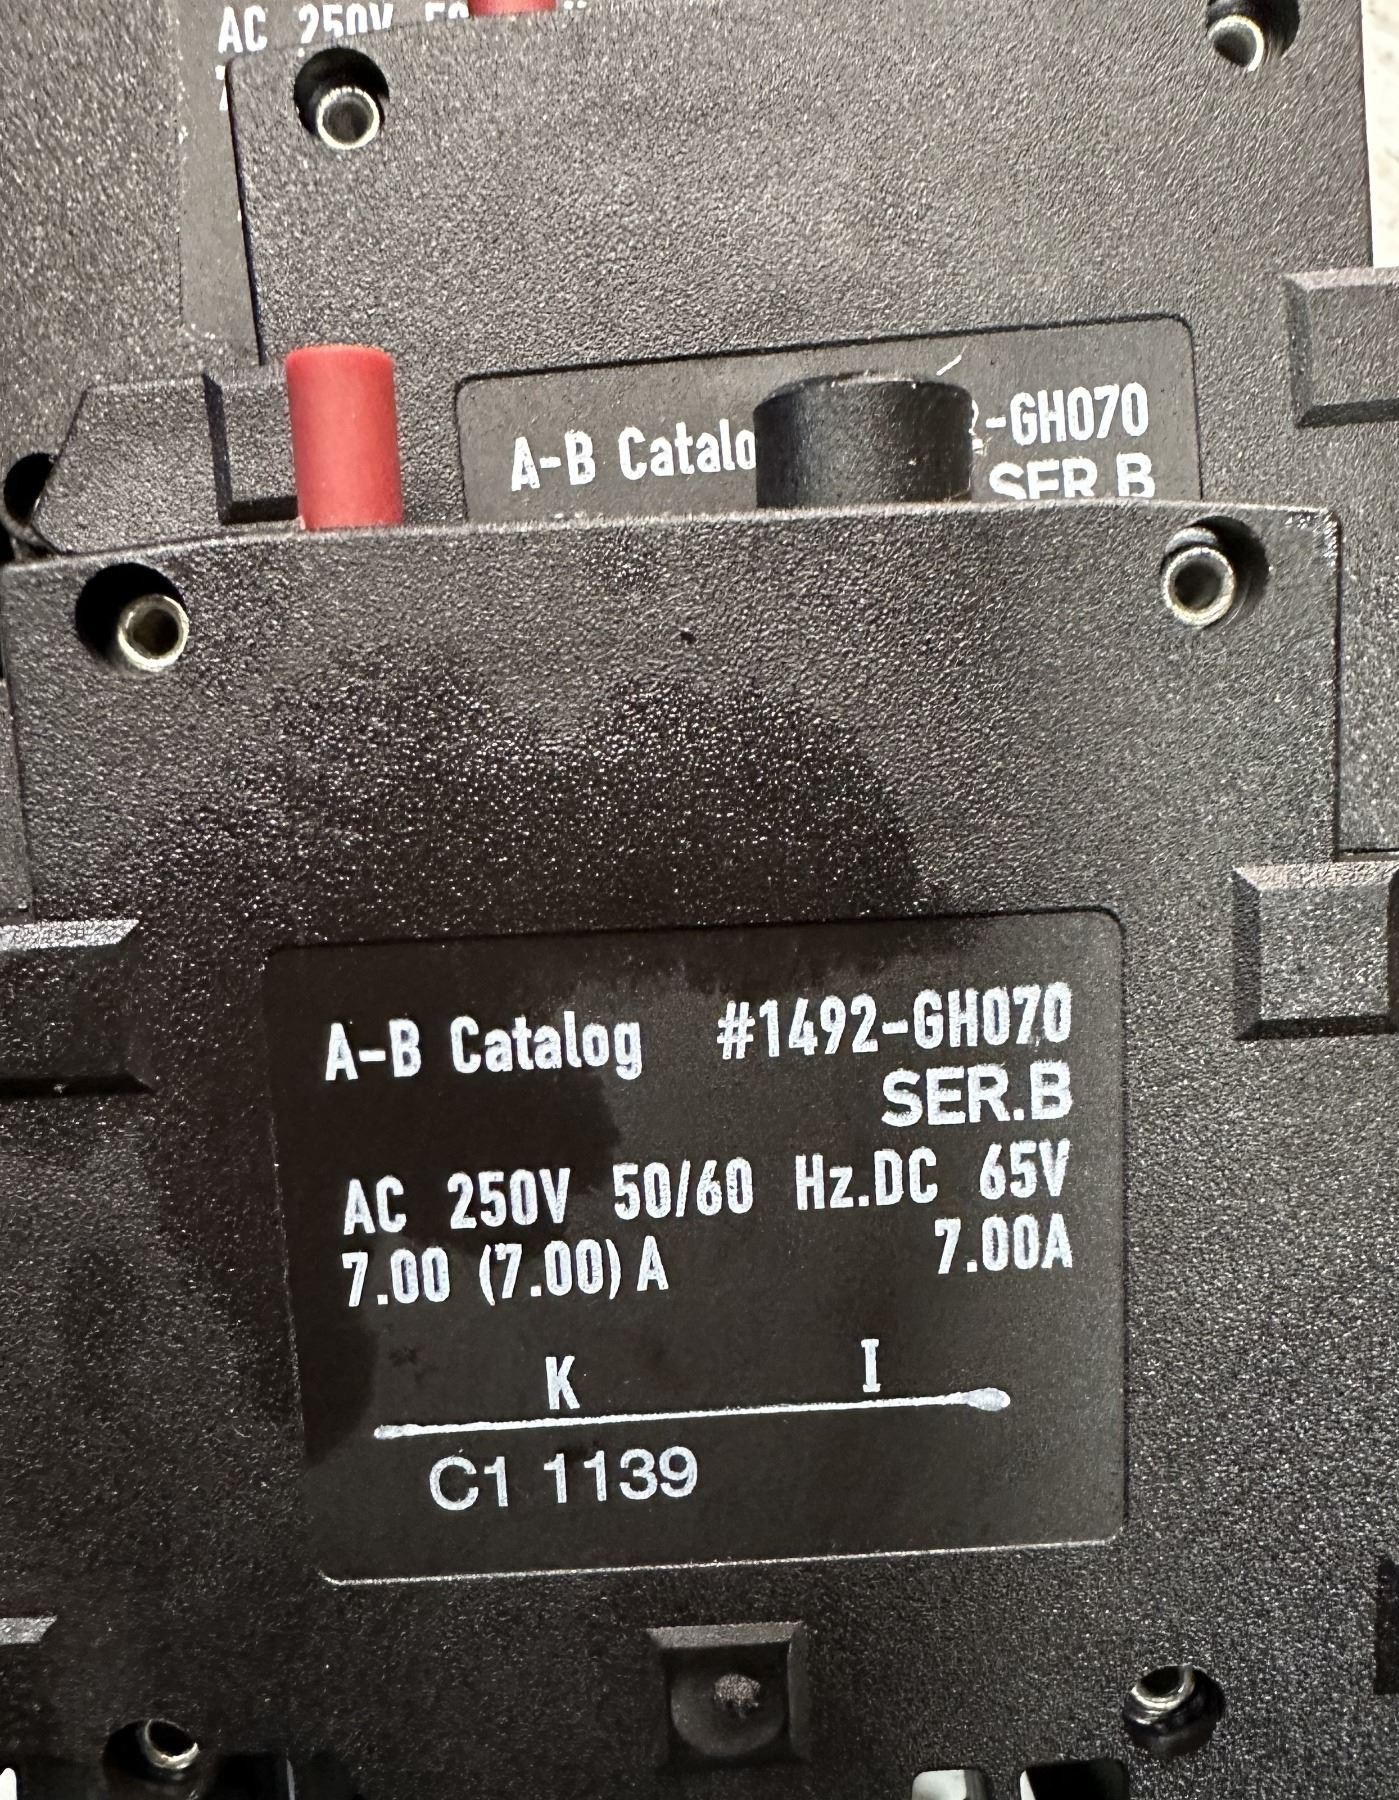 AC 250V
A-B Catalo -GH070
SER.B
A-B Catalog #1492-GH070
SER.B
AC 250V 50/60 Hz.DC 65V
7.00 (7.00) A 7.00A
K I
C1 1139